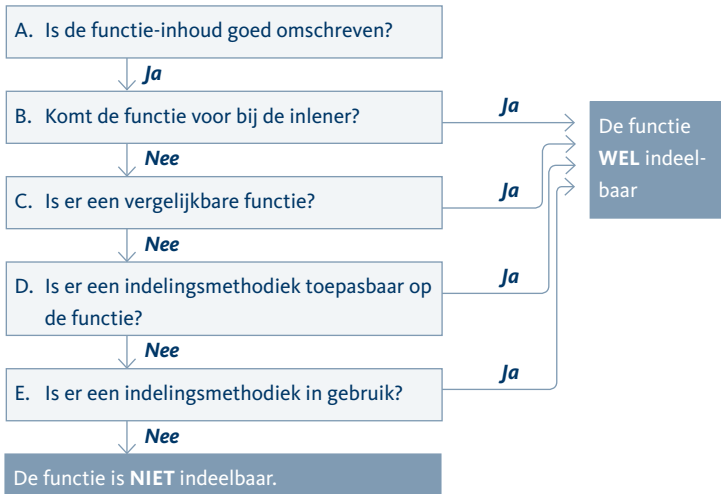 A. Is de functie-inhoud goed omschreven?
Ja
B. Komt de functie voor bij de inlener?
Ja
De functie
WEL indeel-
baar
Nee
C. Is er een vergelijkbare functie?
Ja
Nee
D. Is er een indelingsmethodiek toepasbaar op
de functie?
Ja
Nee
E. Is er een indelingsmethodiek in gebruik?
Ja
Nee
De functie is NIET indeelbaar.